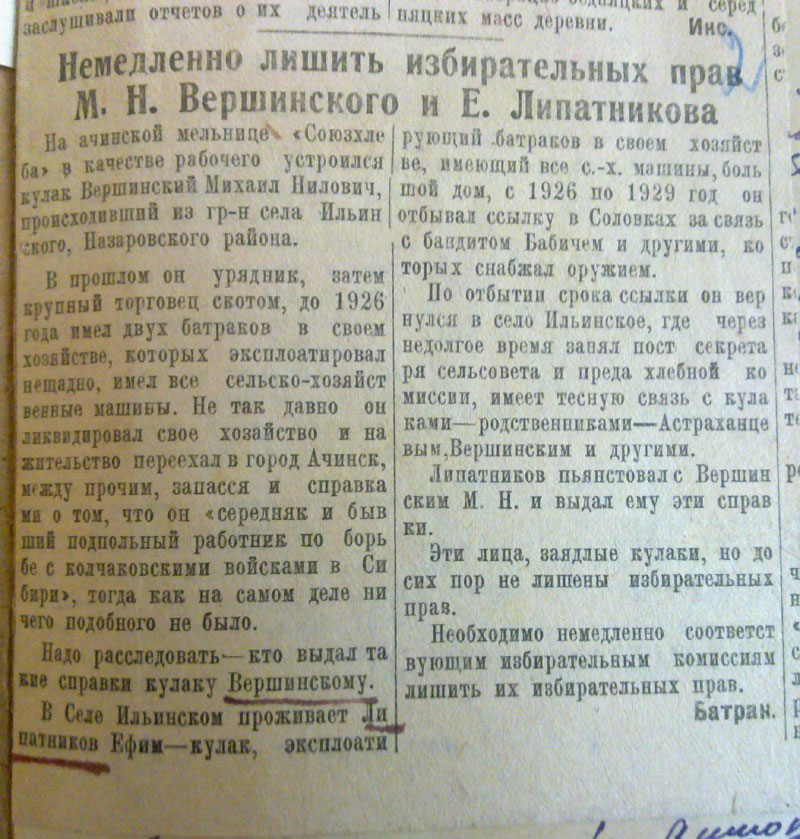 заслушивали отчетов о их деятель
няцких масс деревни.
Инс.
Немедленно лишить избирательных прав
М. Н. Вершинского и Е. Липатникова
На ачинской мельнице «Союзхле
ба» в качестве рабочего устроился
кулак Вершинский Михаил Нилович,
происходивший из гр-н села Ильин
ского, Назаровского района.
В прошлом он урядник, затем
крупный торговец скотом, до 1926
года имел двух батраков в своем
хозяйстве, которых эксплоатировал
нещадно, имел все сельско-хозяйст
венные машины. Не так давно он
ликвидировал свое хозайство и на
жительство переехал в город Ачинск,
между прочим, запасся и справка
ми о том, что он «середняк и быв
ший подпольный работник по борь
бе с колчаковскими войсками в Си
бири», тогда как на самом деле ни
чего подобного не было.
Надо расследовать—кто выдал та
кие справки кулаку Вершинскому.
В Селе Ильинском проживает Ли
патников Ефим—кулак, эксплоати
рующий батраков в своем хозяйст
ве, имеющий все с.-х. машины, боль
шой дом, с 1926 по 1929 год он
отбывал ссылку в Соловках за связь
с бандитом Бабичем и другими, ко
торых снабжал оружием.
По отбытии срока ссылки он вер
нулся в село Ильинское, где через
недолгое время занял пост секрета
ря сельсовета и преда хлебной ко
миссии, имеет тесную связь с кула
ками—родственниками—Астраханце
вым, Вершинским и другими.
Липатников пьянствовал с Вершин
ским М. Н. и выдал ему эти справ
ки.
Эти лица, заядлые кулаки, но до
сих пор не лишены избирательных
прав.
Необходимо немедленно соответст
вующим избирательным комиссиям
лишить их избирательных прав.
Батрак.